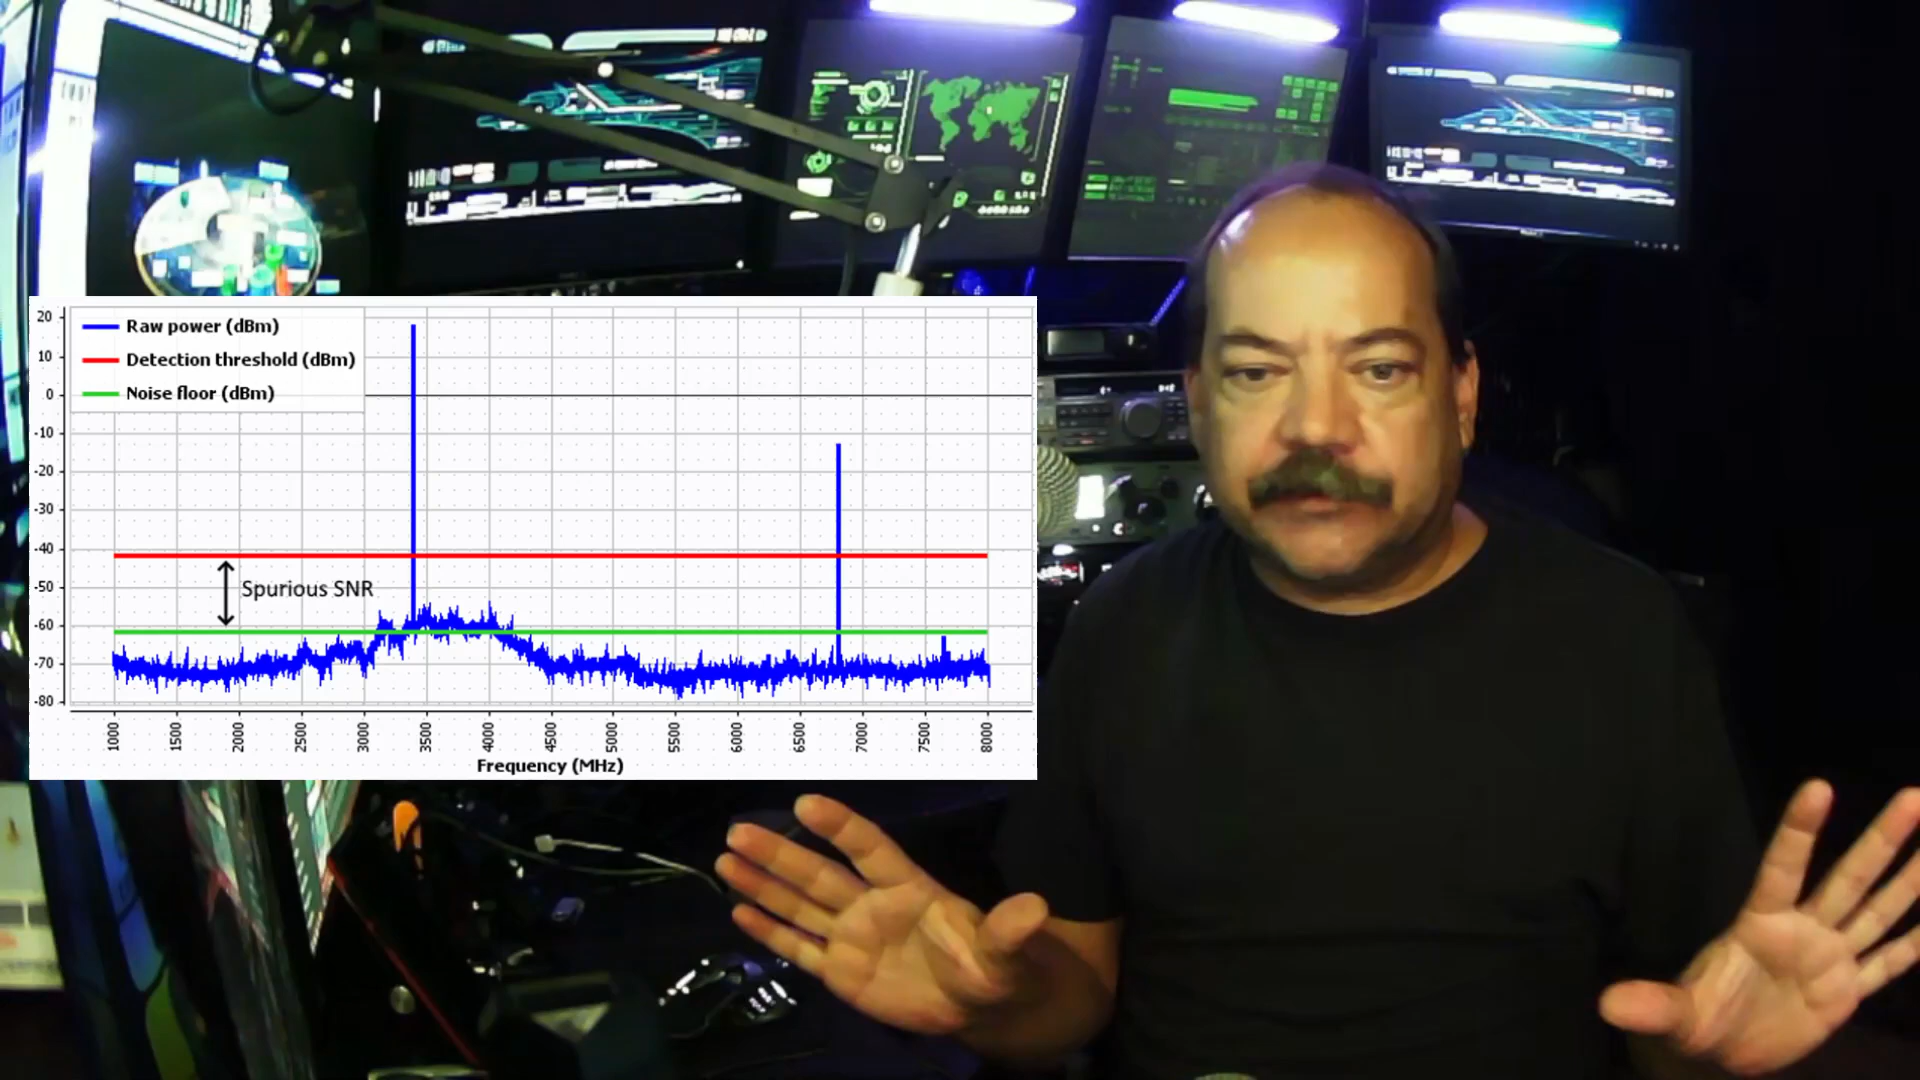 20
Raw power (dBm)
10
Detection threshold (dBm)
0
Noise floor (dBm)
-10
-20
-30
-40
-50
Spurious SNR
-60
-70
-80
1000 1500 2000 2500 3000 3500 4000 4500 5000 5500 6000 6500 7000 7500 8000
Frequency (MHz)